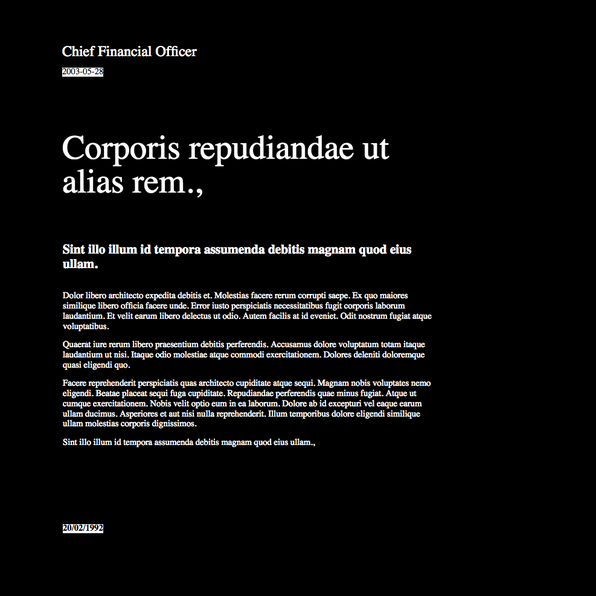 Chief Financial Officer
2003-05-28
Corporis repudiandae ut
alias rem.,
Sint illo illum id tempora assumenda debitis magnam quod eius
ullam.
Dolor libero architecto expedita debitis et. Molestias facere rerum corrupti saepe. Ex quo maiores
similique libero officia facere unde. Error iusto perspiciatis necessitatibus fugit corporis laborum
laudantium. Et velit earum libero delectus ut odio. Autem facilis at id eveniet. Odit nostrum fugiat atque
voluptatibus.
Quaerat iure rerum libero praesentium debitis perferendis. Accusamus dolore voluptatum totam itaque
laudantium ut nisi. Itaque odio molestiae atque commodi exercitationem. Dolores deleniti doloremque
quasi eligendi quo.
Facere reprehenderit perspiciatis quas architecto cupiditate atque sequi. Magnam nobis voluptates nemo
eligendi. Beatae placeat sequi fuga cupiditate. Repudiandae perferendis quae minus fugiat. Atque ut
cumque exercitationem. Nobis velit optio eum in ea laborum. Dolore ab id excepturi vel eaque earum
ullam ducimus. Asperiores et aut nisi nulla reprehenderit. Illum temporibus dolore eligendi similique
ullam molestias corporis dignissimos.
Sint illo illum id tempora assumenda debitis magnam quod eius ullam.,
20/02/1992